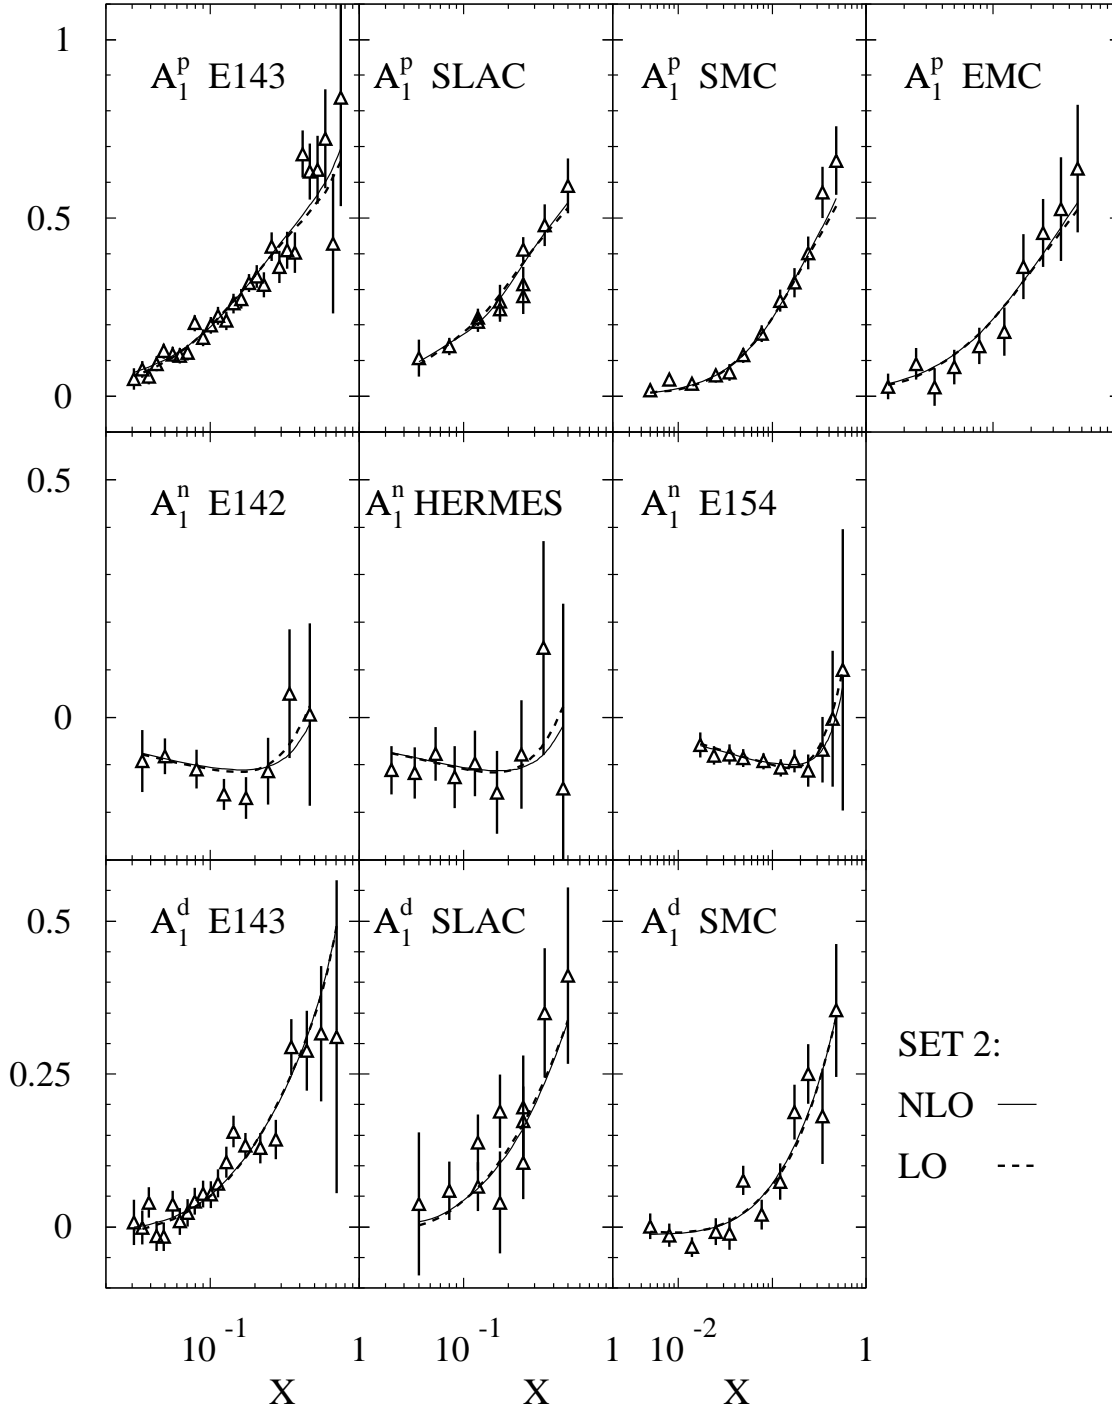 1
0.5
0
A₁ᵖ E143
A₁ᵖ SLAC
A₁ᵖ SMC
A₁ᵖ EMC
0.5
0
A₁ⁿ E142
A₁ⁿ HERMES
A₁ⁿ E154
0.5
0.25
0
A₁ᵈ E143
A₁ᵈ SLAC
A₁ᵈ SMC
SET 2:
NLO
LO
10⁻¹ 1 10⁻¹ 1 10⁻² 1
X X X